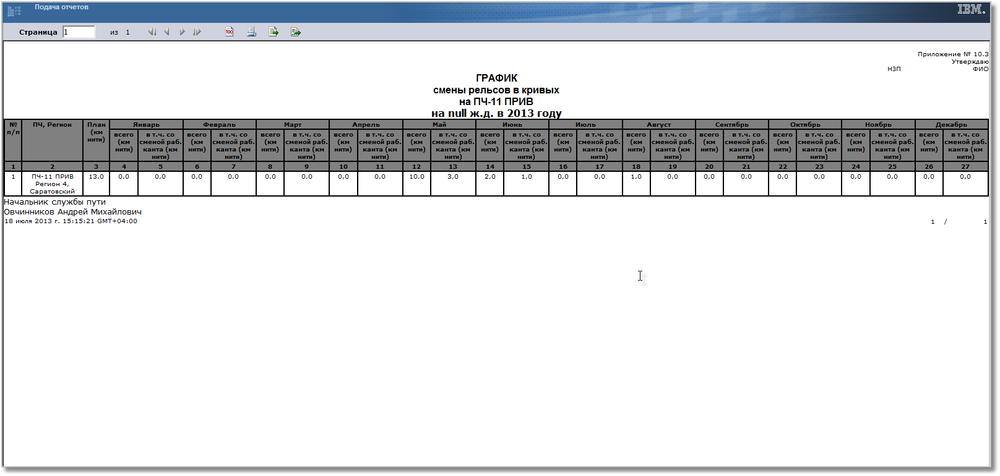 Подача отчетов
IBM.
Страница 1 из 1
TOC
Приложение № 10.3
Утверждаю
НЗП ФИО
ГРАФИК
смены рельсов в кривых
на ПЧ-11 ПРИВ
на null ж.д. в 2013 году
№ п/п ПЧ, Регион План (км нити) Январь Февраль Март Апрель Май Июнь Июль Август Сентябрь Октябрь Ноябрь Декабрь
всего (км нити) в т.ч. со сменой раб. канта (км нити) всего (км нити) в т.ч. со сменой раб. канта (км нити) всего (км нити) в т.ч. со сменой раб. канта (км нити) всего (км нити) в т.ч. со сменой раб. канта (км нити) всего (км нити) в т.ч. со сменой раб. канта (км нити) всего (км нити) в т.ч. со сменой раб. канта (км нити) всего (км нити) в т.ч. со сменой раб. канта (км нити) всего (км нити) в т.ч. со сменой раб. канта (км нити) всего (км нити) в т.ч. со сменой раб. канта (км нити) всего (км нити) в т.ч. со сменой раб. канта (км нити) всего (км нити) в т.ч. со сменой раб. канта (км нити) всего (км нити) в т.ч. со сменой раб. канта (км нити)
1 2 3 4 5 6 7 8 9 10 11 12 13 14 15 16 17 18 19 20 21 22 23 24 25 26 27
1 ПЧ-11 ПРИВ 13,0 0,0 0,0 0,0 0,0 0,0 0,0 0,0 0,0 10,0 3,0 2,0 1,0 0,0 0,0 1,0 0,0 0,0 0,0 0,0 0,0 0,0 0,0 0,0 0,0
Регион 4,
Саратовский
Начальник службы пути
Овчинников Андрей Михайлович
18 июля 2013 г. 15:15:21 GMT+04:00 1 / 1